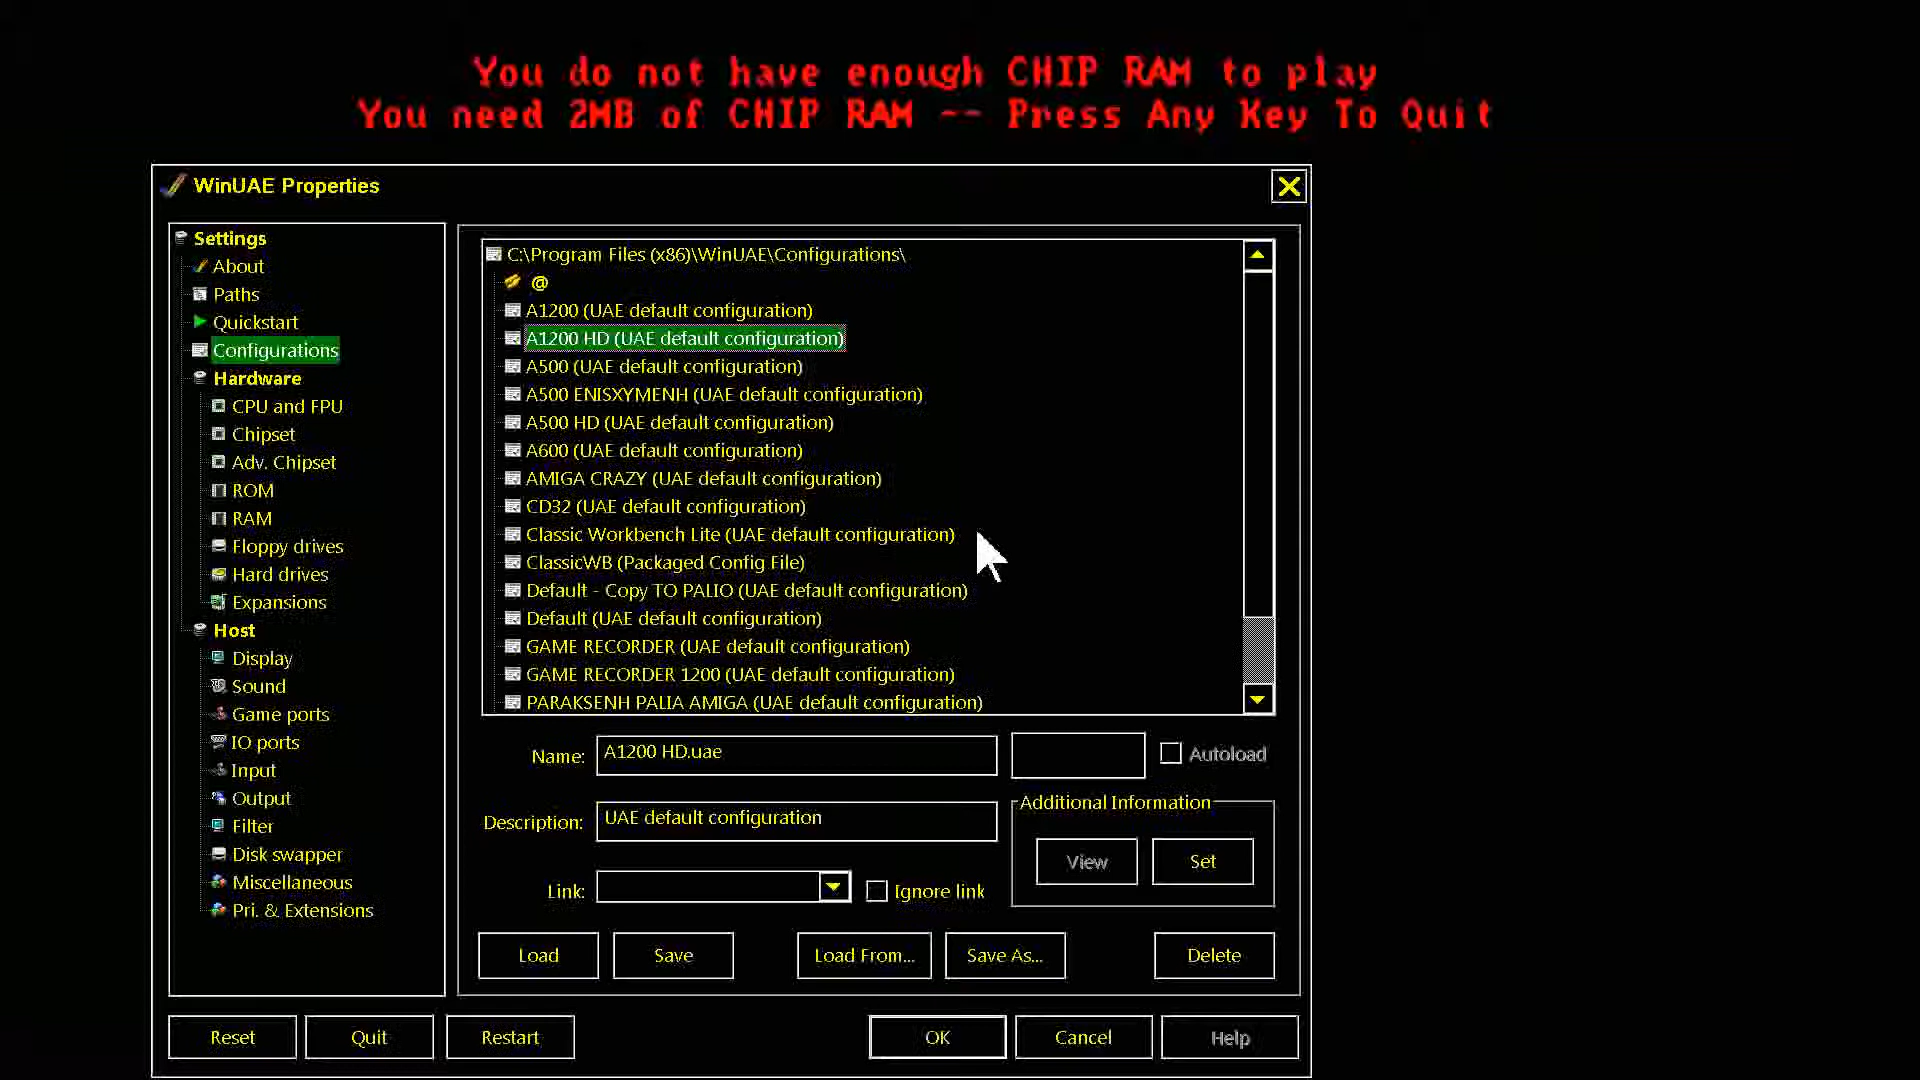 You do not have enough CHIP RAM to play
You need 2MB of CHIP RAM -- Press Any Key To Quit
WinUAE Properties
Settings
About
Paths
Quickstart
Configurations
Hardware
CPU and FPU
Chipset
Adv. Chipset
ROM
RAM
Floppy drives
Hard drives
Expansions
Host
Display
Sound
Game ports
IO ports
Input
Output
Filter
Disk swapper
Miscellaneous
Pri. & Extensions
C:\Program Files (x86)\WinUAE\Configurations\
@
A1200 (UAE default configuration)
A1200 HD (UAE default configuration)
A500 (UAE default configuration)
A500 ENISXYMENH (UAE default configuration)
A500 HD (UAE default configuration)
A600 (UAE default configuration)
AMIGA CRAZY (UAE default configuration)
CD32 (UAE default configuration)
Classic Workbench Lite (UAE default configuration)
ClassicWB (Packaged Config File)
Default - Copy TO PALIO (UAE default configuration)
Default (UAE default configuration)
GAME RECORDER (UAE default configuration)
GAME RECORDER 1200 (UAE default configuration)
PARAKSENH PALIA AMIGA (UAE default configuration)
Name: A1200 HD.uae
Autoload
Description: UAE default configuration
Additional Information
View Set
Link:
Ignore link
Load Save Load From... Save As... Delete
Reset Quit Restart OK Cancel Help